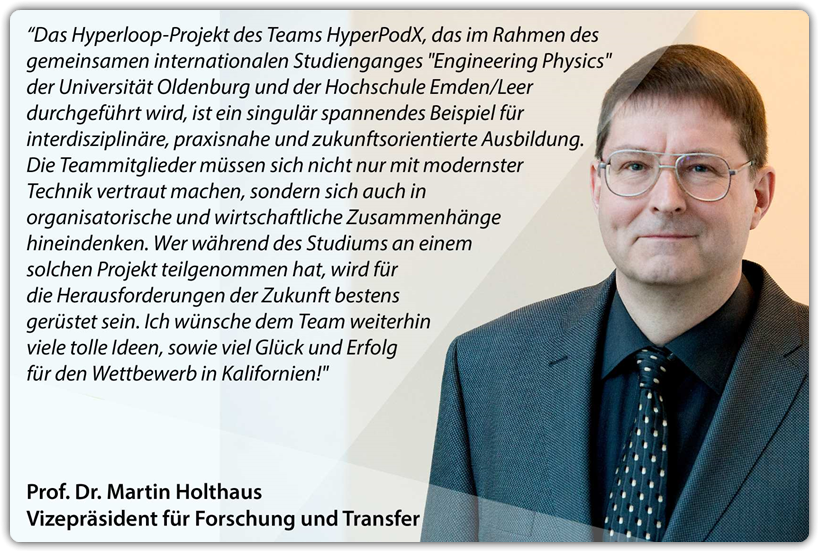 “Das Hyperloop-Projekt des Teams HyperPodX, das im Rahmen des
gemeinsamen internationalen Studienganges "Engineering Physics"
der Universität Oldenburg und der Hochschule Emden/Leer
durchgeführt wird, ist ein singulär spannendes Beispiel für
interdisziplinäre, praxisnahe und zukunftsorientierte Ausbildung.
Die Teammitglieder müssen sich nicht nur mit modernster
Technik vertraut machen, sondern sich auch in
organisatorische und wirtschaftliche Zusammenhänge
hineindenken. Wer während des Studiums an einem
solchen Projekt teilgenommen hat, wird für
die Herausforderungen der Zukunft bestens
gerüstet sein. Ich wünsche dem Team weiterhin
viele tolle Ideen, sowie viel Glück und Erfolg
für den Wettbewerb in Kalifornien!"
Prof. Dr. Martin Holthaus
Vizepräsident für Forschung und Transfer